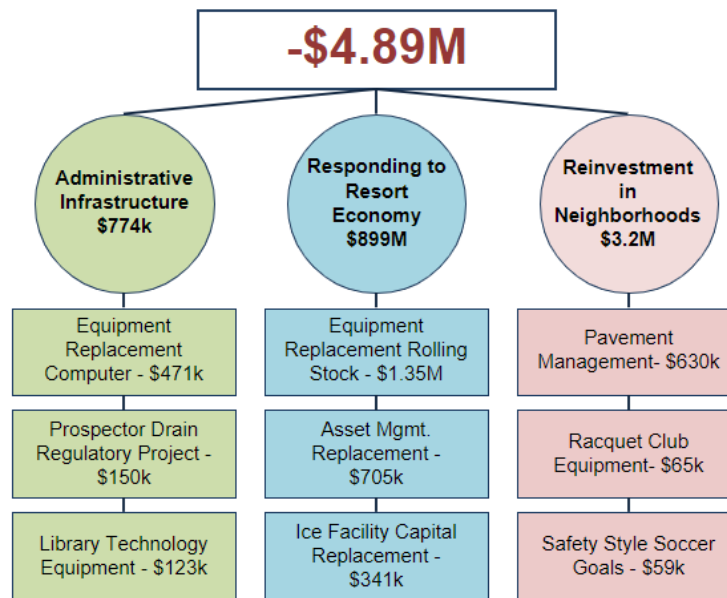 -$4.89M
Administrative
Infrastructure
$774k
Responding to
Resort
Economy
$899M
Reinvestment
in
Neighborhoods
$3.2M
Equipment
Replacement
Computer - $471k
Equipment
Replacement Rolling
Stock - $1.35M
Pavement
Management- $630k
Prospector Drain
Regulatory Project -
$150k
Asset Mgmt.
Replacement -
$705k
Racquet Club
Equipment- $65k
Library Technology
Equipment - $123k
Ice Facility Capital
Replacement -
$341k
Safety Style Soccer
Goals - $59k